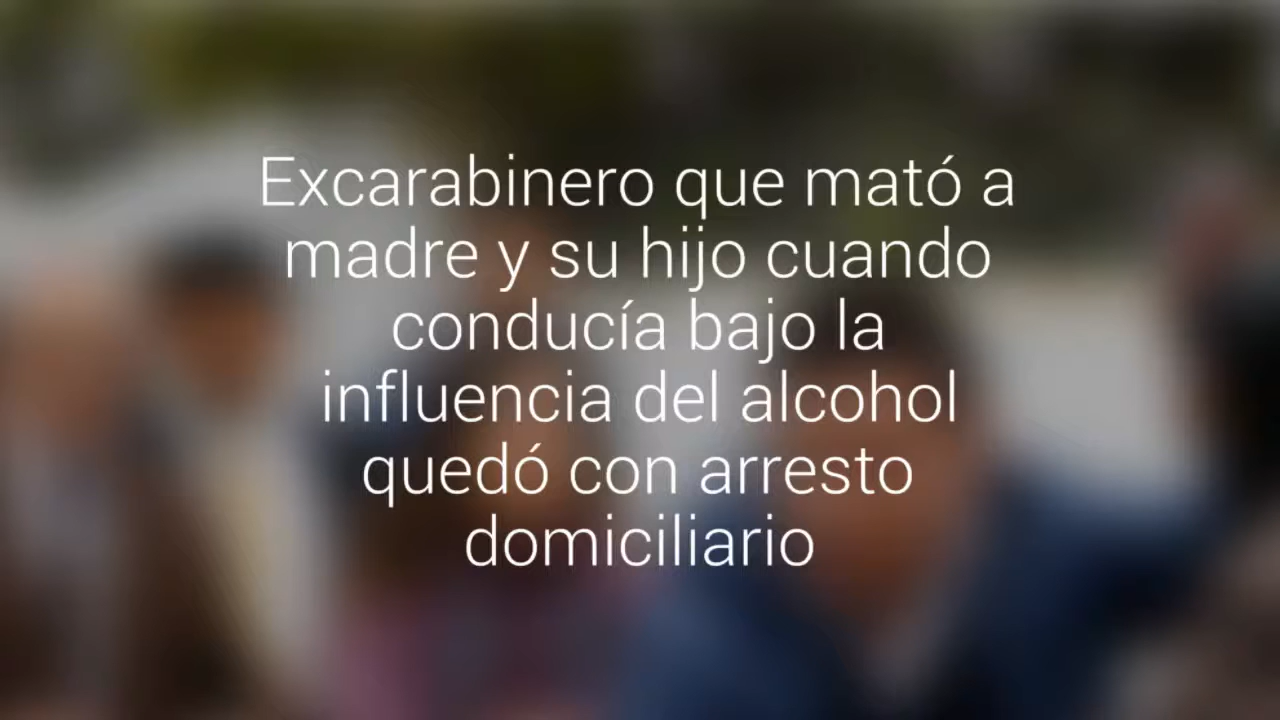 Excarabinero que mató a
madre y su hijo cuando
conducía bajo la
influencia del alcohol
quedó con arresto
domiciliario